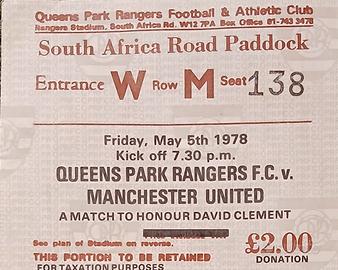 Queens Park Rangers Football & Athletic Club
Rangers Stadium, South Africa Rd. W12 7PA Box Office 01-743 3478
South Africa Road Paddock
Entrance W Row M Seat 138
Friday, May 5th 1978
Kick off 7.30 p.m.
QUEENS PARK RANGERS F.C. v.
MANCHESTER UNITED
A MATCH TO HONOUR DAVID CLEMENT
See plan of Stadium on reverse.
£2.00
THIS PORTION TO BE RETAINED
DONATION
FOR TAXATION PURPOSES